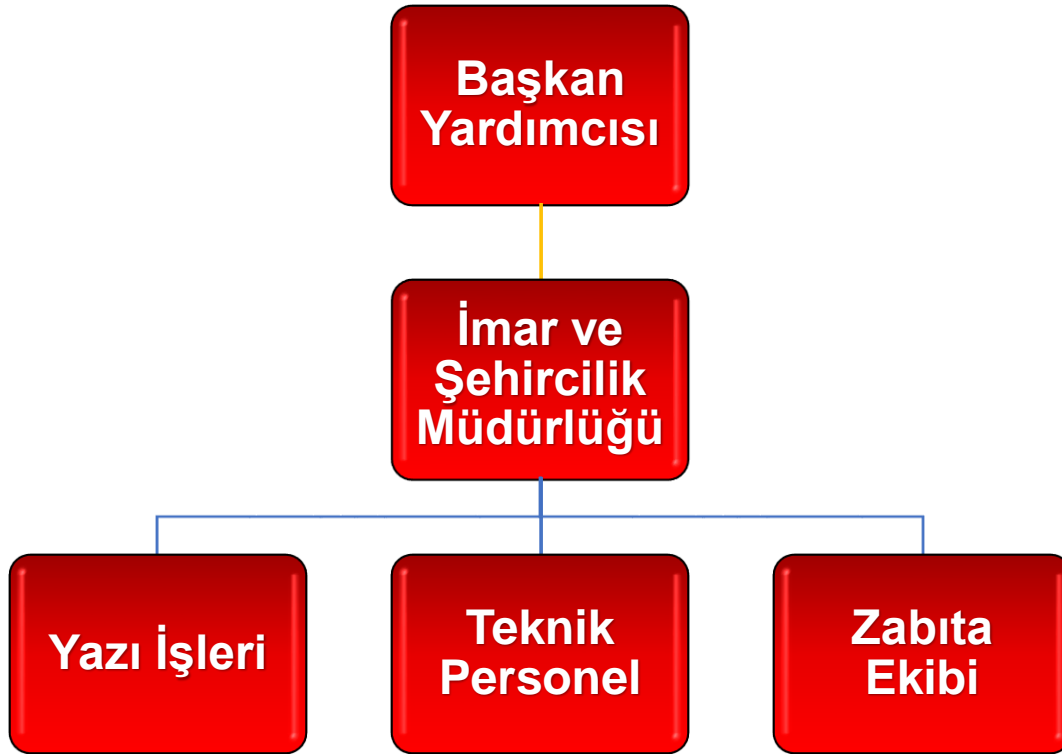 Başkan
Yardımcısı
İmar ve
Şehircilik
Müdürlüğü
Yazı İşleri
Teknik
Personel
Zabıta
Ekibi